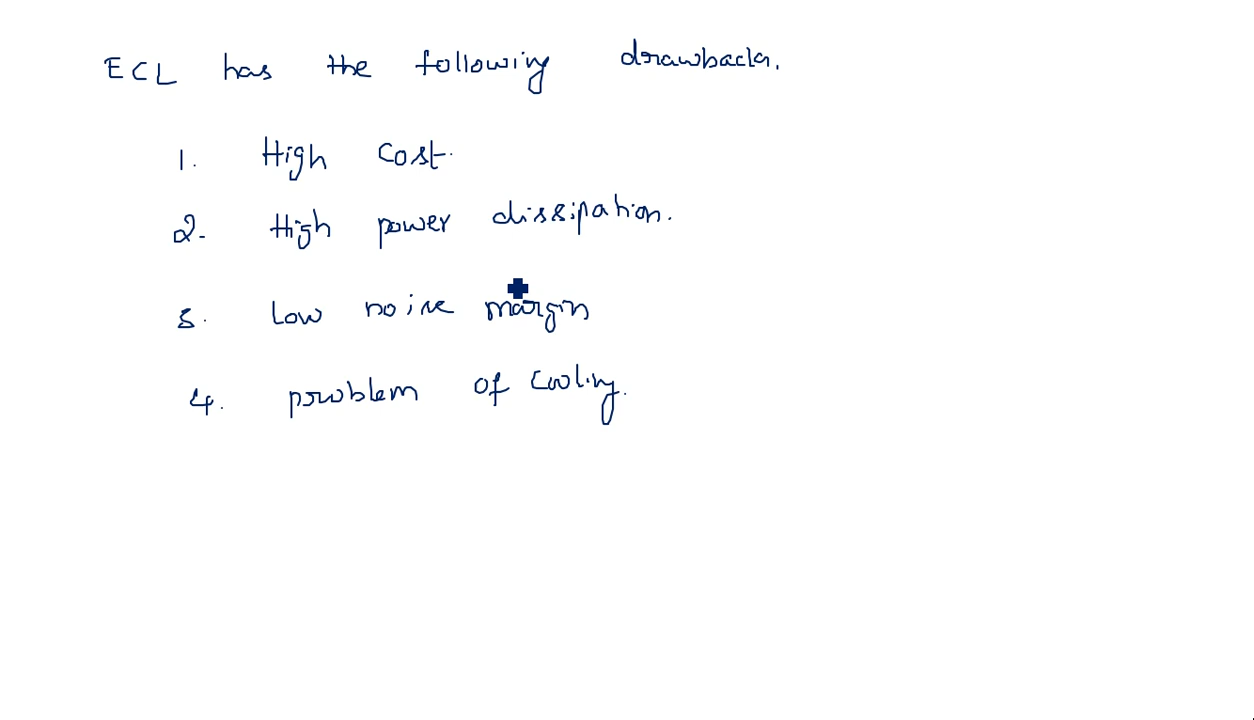 ECL has the following drawbacks.
1. High cost.
2. High power dissipation.
3. Low noise margin
4. problem of cooling.